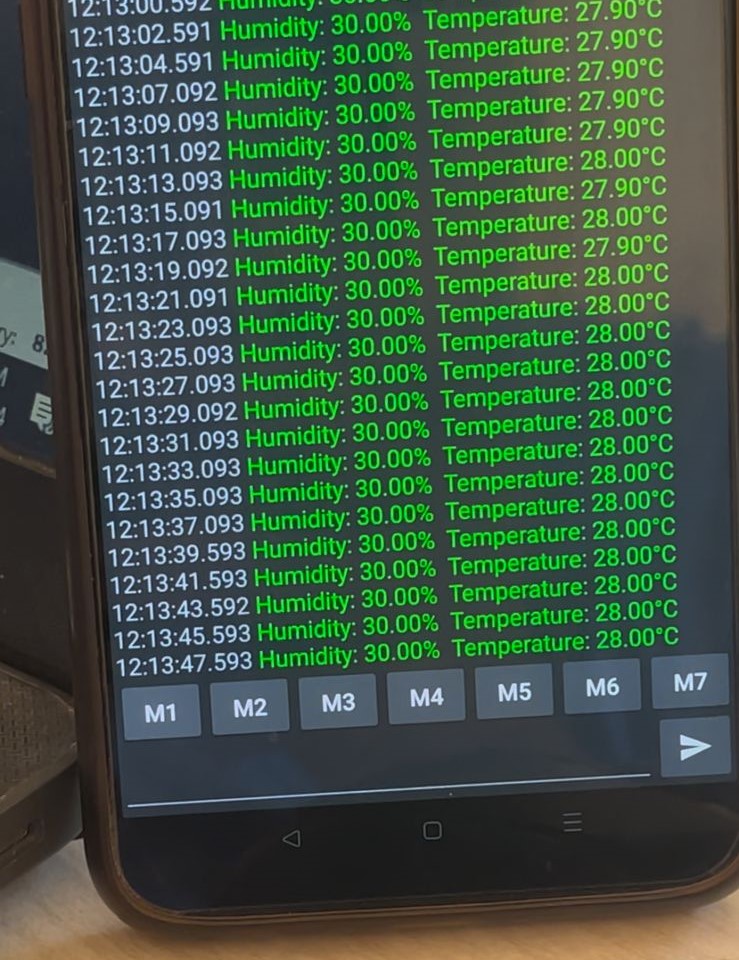 12:13:00.592 Humidity:
12:13:02.591 Humidity: 30.00% Temperature: 27.90°C
12:13:04.591 Humidity: 30.00% Temperature: 27.90°C
12:13:07.092 Humidity: 30.00% Temperature: 27.90°C
12:13:09.093 Humidity: 30.00% Temperature: 27.90°C
12:13:11.092 Humidity: 30.00% Temperature: 27.90°C
12:13:13.093 Humidity: 30.00% Temperature: 28.00°C
12:13:15.091 Humidity: 30.00% Temperature: 27.90°C
12:13:17.093 Humidity: 30.00% Temperature: 28.00°C
12:13:19.092 Humidity: 30.00% Temperature: 27.90°C
12:13:21.091 Humidity: 30.00% Temperature: 28.00°C
12:13:23.093 Humidity: 30.00% Temperature: 28.00°C
12:13:25.093 Humidity: 30.00% Temperature: 28.00°C
12:13:27.093 Humidity: 30.00% Temperature: 28.00°C
12:13:29.092 Humidity: 30.00% Temperature: 28.00°C
12:13:31.093 Humidity: 30.00% Temperature: 28.00°C
12:13:33.093 Humidity: 30.00% Temperature: 28.00°C
12:13:35.093 Humidity: 30.00% Temperature: 28.00°C
12:13:37.093 Humidity: 30.00% Temperature: 28.00°C
12:13:39.593 Humidity: 30.00% Temperature: 28.00°C
12:13:41.593 Humidity: 30.00% Temperature: 28.00°C
12:13:43.592 Humidity: 30.00% Temperature: 28.00°C
12:13:45.593 Humidity: 30.00% Temperature: 28.00°C
12:13:47.593 Humidity: 30.00% Temperature: 28.00°C
M1 M2 M3 M4 M5 M6 M7